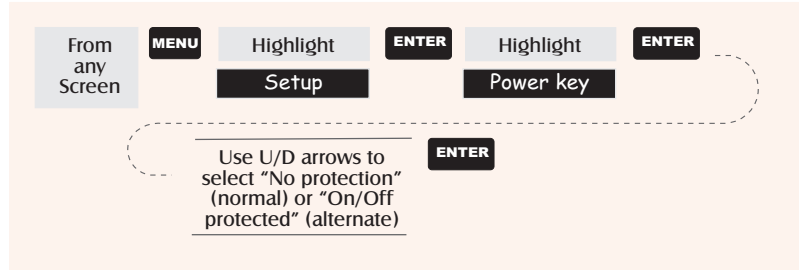 From
any
Screen
MENU
Highlight
Setup
ENTER
Highlight
Power key
ENTER
Use U/D arrows to
select “No protection”
(normal) or “On/Off
protected” (alternate)
ENTER